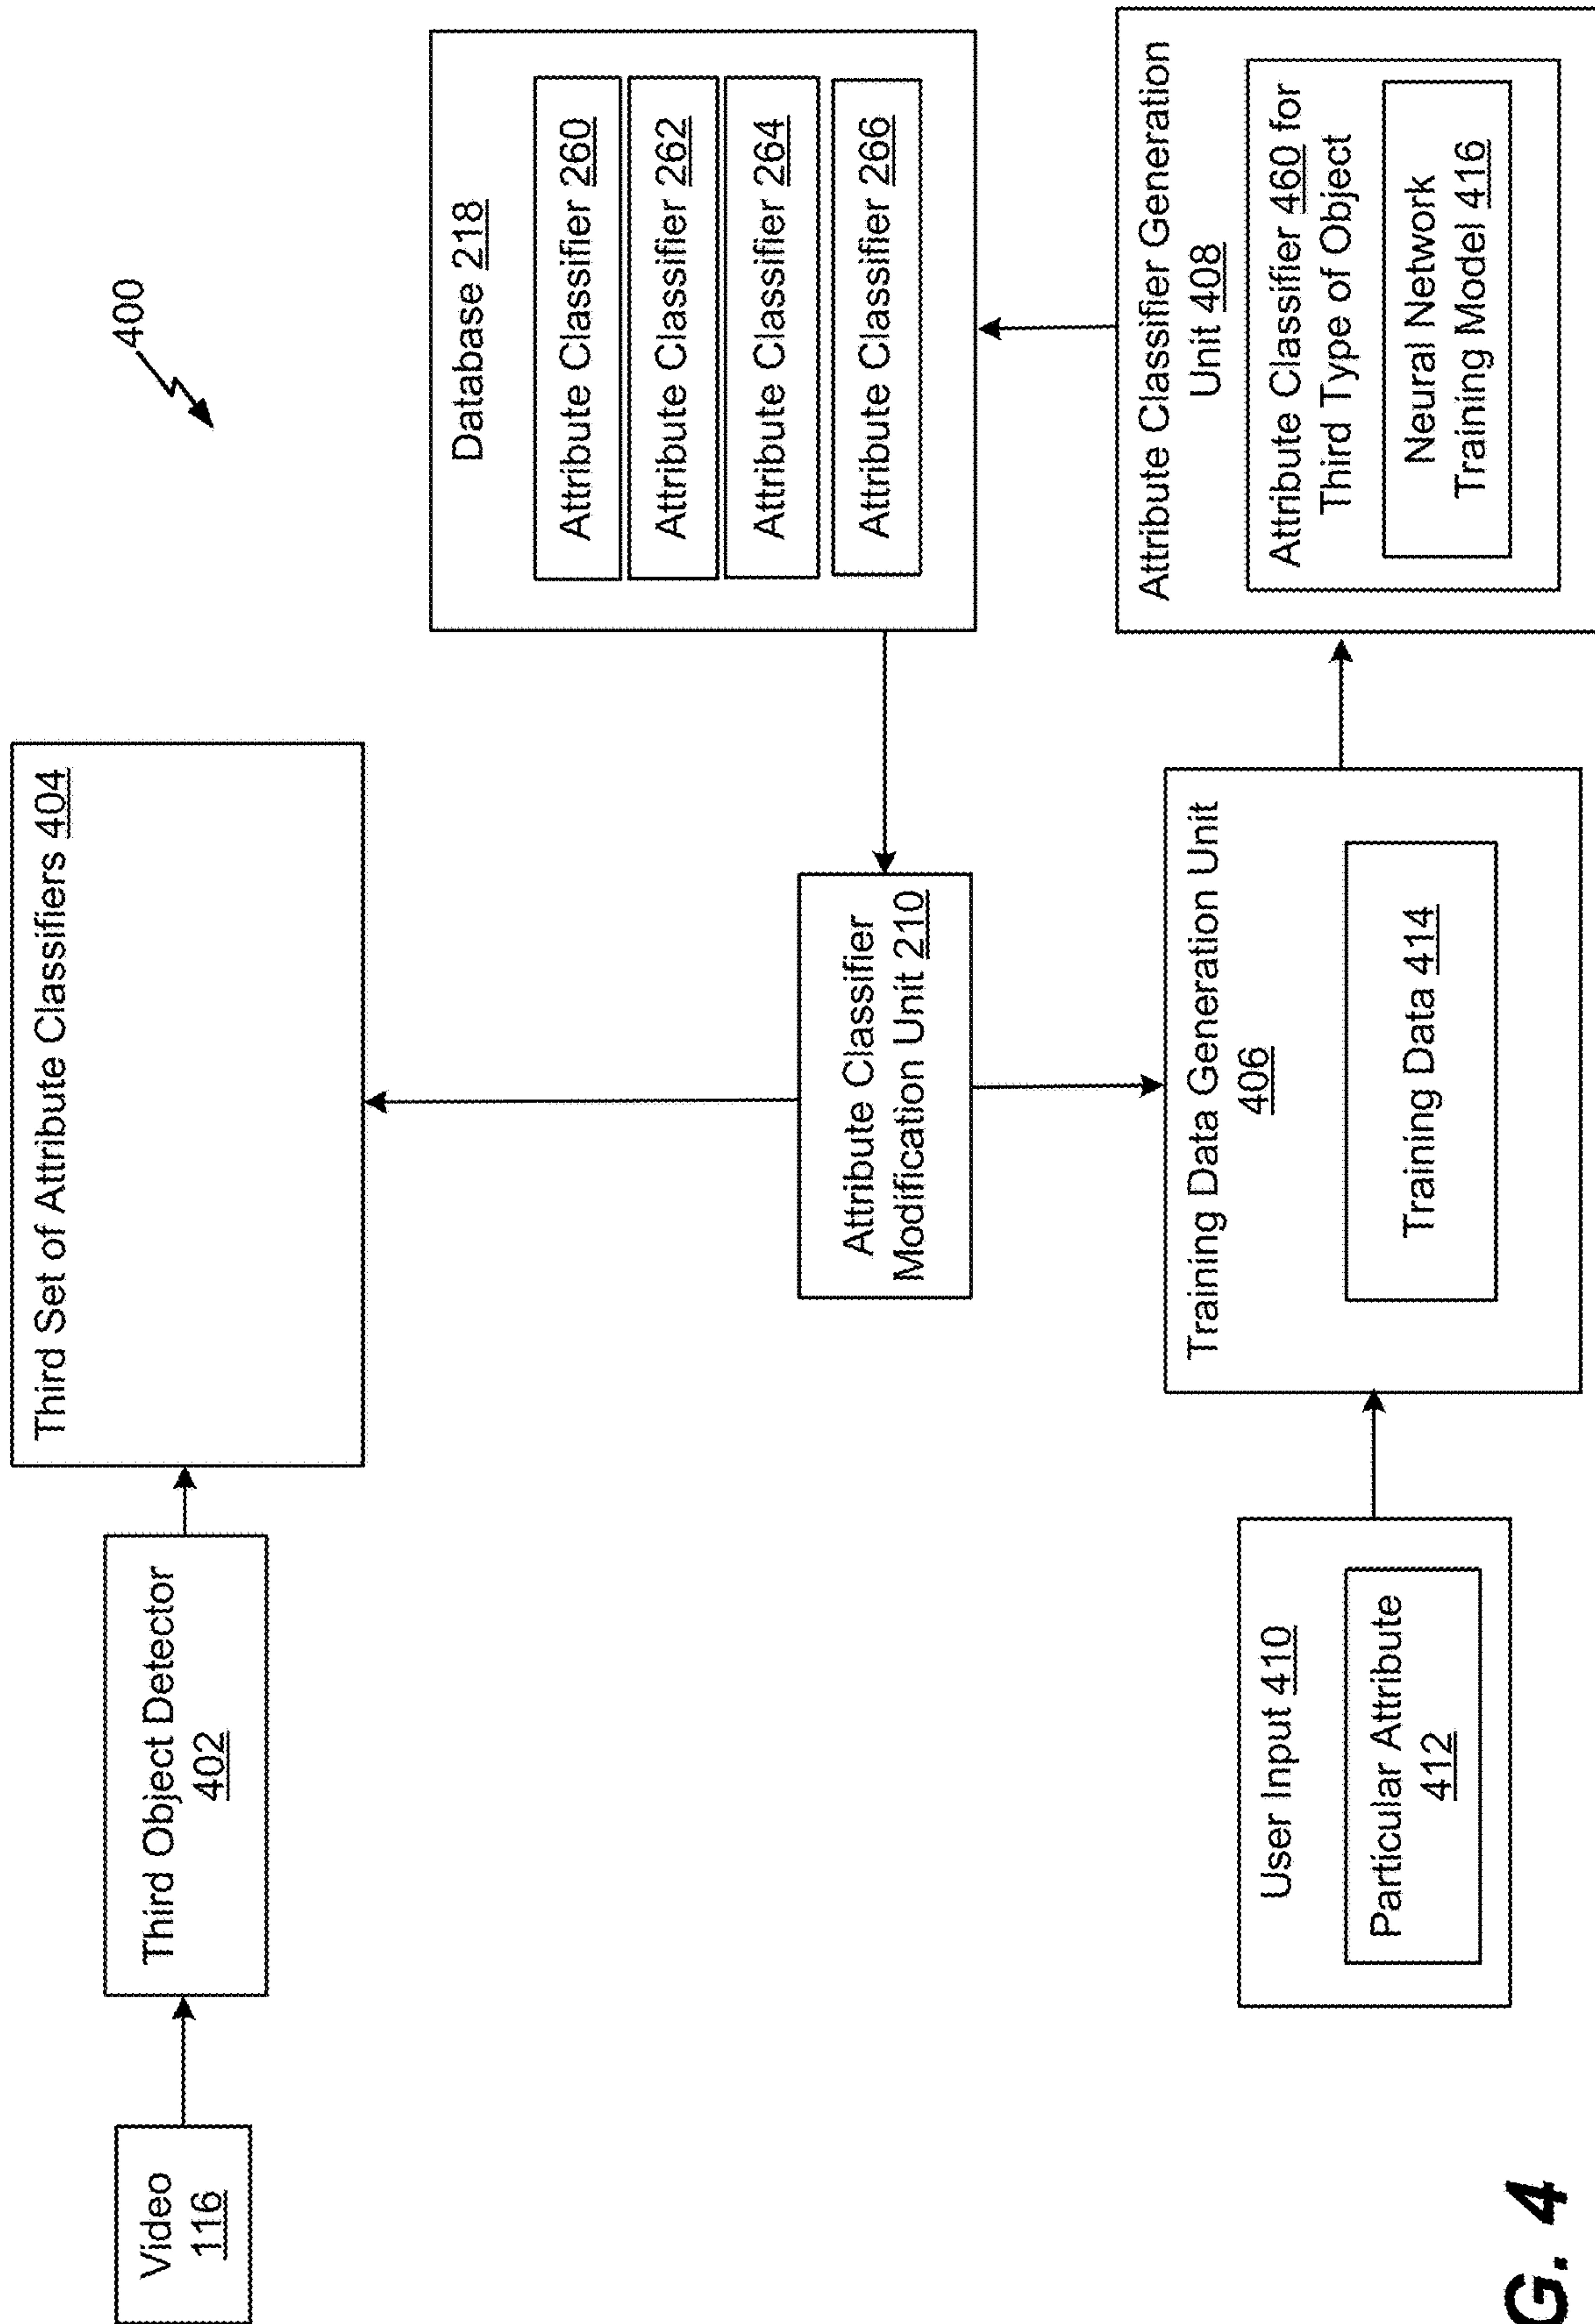 400
Video
116
Third Object Detector
402
Third Set of Attribute Classifiers 404
Database 218
Attribute Classifier 260
Attribute Classifier 262
Attribute Classifier 264
Attribute Classifier 266
Attribute Classifier
Modification Unit 210
User Input 410
Particular Attribute
412
Training Data Generation Unit
406
Training Data 414
Attribute Classifier Generation
Unit 408
Attribute Classifier 460 for
Third Type of Object
Neural Network
Training Model 416
G. 4